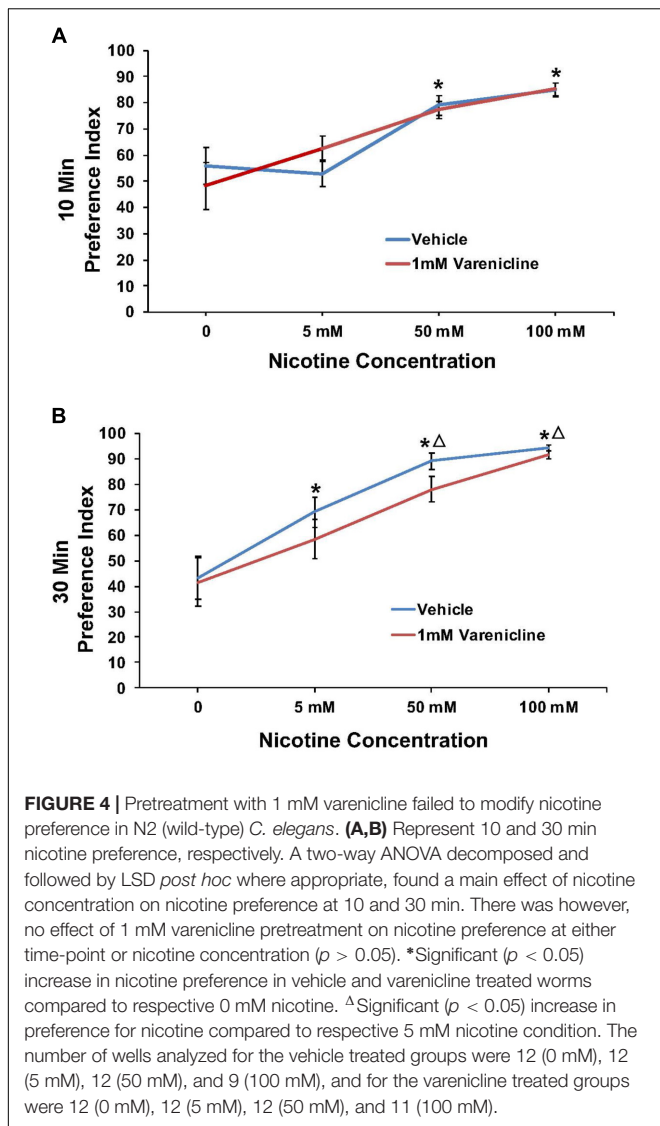 A
100
90
80
70
60
50
40
30
20
10
0
10 Min
Preference Index
*
*
Vehicle
1mM Varenicline
0 5 mM 50 mM 100 mM
Nicotine Concentration
B
100
90
80
70
60
50
40
30
20
10
0
30 Min
Preference Index
*
*Δ
*Δ
Vehicle
1mM Varenicline
0 5 mM 50 mM 100 mM
Nicotine Concentration
FIGURE 4 | Pretreatment with 1 mM varenicline failed to modify nicotine
preference in N2 (wild-type) C. elegans. (A,B) Represent 10 and 30 min
nicotine preference, respectively. A two-way ANOVA decomposed and
followed by LSD post hoc where appropriate, found a main effect of nicotine
concentration on nicotine preference at 10 and 30 min. There was however,
no effect of 1 mM varenicline pretreatment on nicotine preference at either
time-point or nicotine concentration (p > 0.05). *Significant (p < 0.05)
increase in nicotine preference in vehicle and varenicline treated worms
compared to respective 0 mM nicotine. ΔSignificant (p < 0.05) increase in
preference for nicotine compared to respective 5 mM nicotine condition. The
number of wells analyzed for the vehicle treated groups were 12 (0 mM), 12
(5 mM), 12 (50 mM), and 9 (100 mM), and for the varenicline treated groups
were 12 (0 mM), 12 (5 mM), 12 (50 mM), and 11 (100 mM).